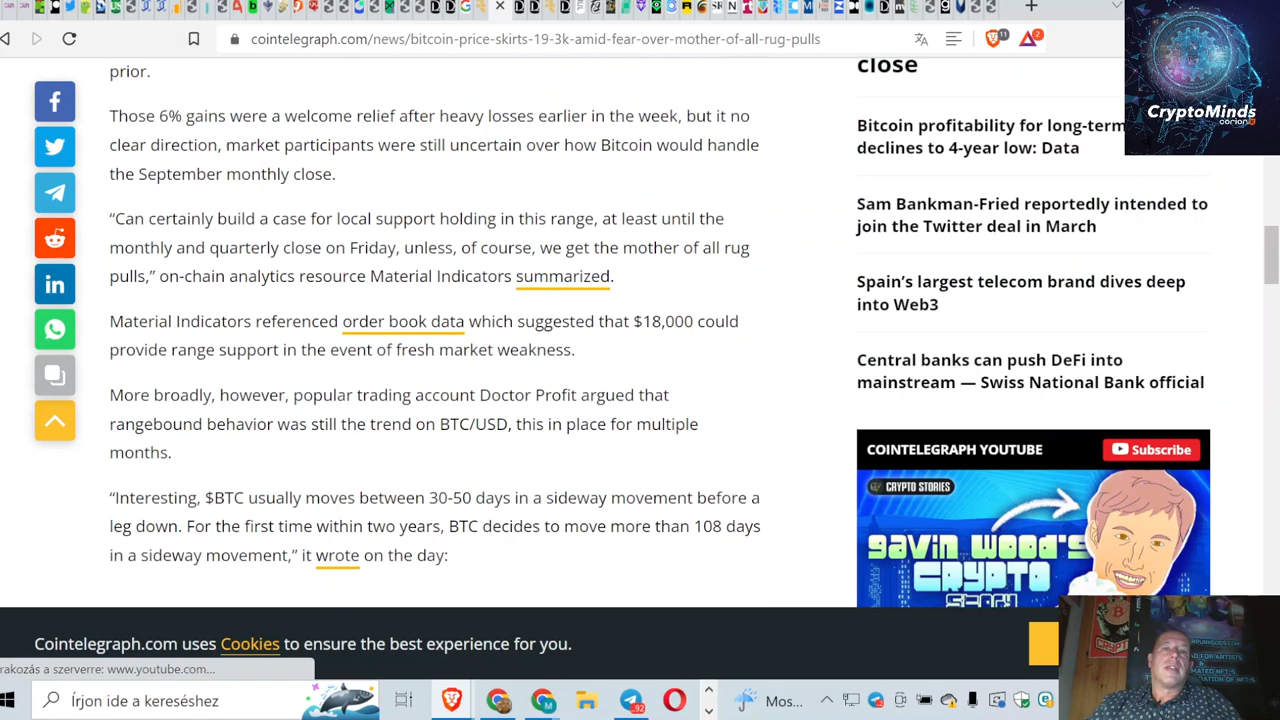 cointelegraph.com/news/bitcoin-price-skirts-19-3k-amid-fear-over-mother-of-all-rug-pulls
11
2
CryptoMinds
corion
prior.
Those 6% gains were a welcome relief after heavy losses earlier in the week, but it no
clear direction, market participants were still uncertain over how Bitcoin would handle
the September monthly close.
“Can certainly build a case for local support holding in this range, at least until the
monthly and quarterly close on Friday, unless, of course, we get the mother of all rug
pulls,” on-chain analytics resource Material Indicators summarized.
Material Indicators referenced order book data which suggested that $18,000 could
provide range support in the event of fresh market weakness.
More broadly, however, popular trading account Doctor Profit argued that
rangebound behavior was still the trend on BTC/USD, this in place for multiple
months.
“Interesting, $BTC usually moves between 30-50 days in a sideway movement before a
leg down. For the first time within two years, BTC decides to move more than 108 days
in a sideway movement,” it wrote on the day:
close
Bitcoin profitability for long-term
declines to 4-year low: Data
Sam Bankman-Fried reportedly intended to
join the Twitter deal in March
Spain’s largest telecom brand dives deep
into Web3
Central banks can push DeFi into
mainstream — Swiss National Bank official
COINTELEGRAPH YOUTUBE
Subscribe
CRYPTO STORIES
GAVIN WOOD'S
CRYPTO
STORY
Cointelegraph.com uses Cookies to ensure the best experience for you.
rakozás a szerverre: www.youtube.com...
Írjon ide a kereséshez
92
Mos...